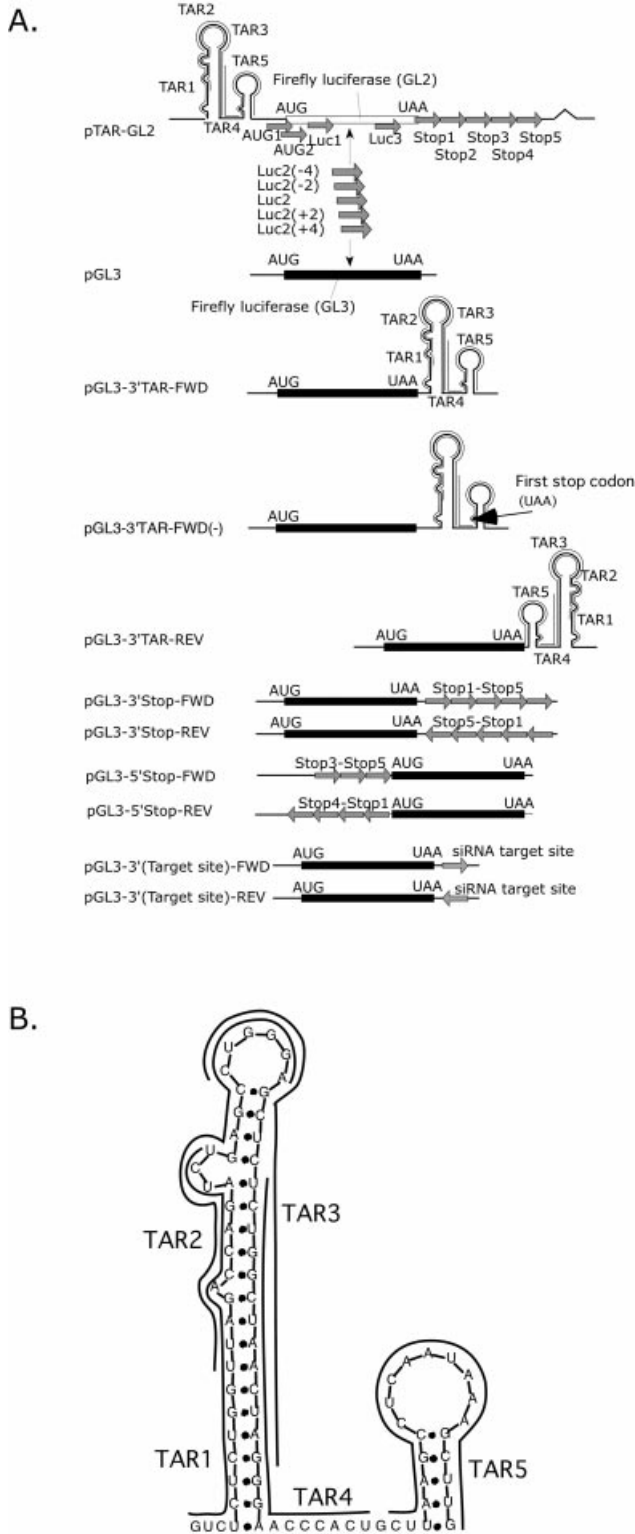 A.
TAR2
TAR3
TAR1
TAR5
TAR4
Firefly luciferase (GL2)
AUG
UAA
pTAR-GL2
AUG1
AUG2
Luc1
Luc3
Stop1
Stop2
Stop3
Stop4
Stop5
Luc2(-4)
Luc2(-2)
Luc2
Luc2(+2)
Luc2(+4)
AUG
UAA
pGL3
Firefly luciferase (GL3)
TAR2
TAR3
TAR1
TAR5
AUG
UAA
TAR4
pGL3-3'TAR-FWD
First stop codon
(UAA)
AUG
pGL3-3'TAR-FWD(-)
TAR3
TAR2
TAR5
TAR1
AUG
UAA
TAR4
pGL3-3'TAR-REV
pGL3-3'Stop-FWD
AUG
UAA
Stop1-Stop5
pGL3-3'Stop-REV
AUG
UAA
Stop5-Stop1
pGL3-5'Stop-FWD
Stop3-Stop5
AUG
UAA
pGL3-5'Stop-REV
Stop4-Stop1
AUG
UAA
pGL3-3'(Target site)-FWD
AUG
UAA
siRNA target site
pGL3-3'(Target site)-REV
AUG
UAA
siRNA target site
B.
TAR2
TAR3
TAR1
TAR4
TAR5
GUCU
AACCCACUGCUU